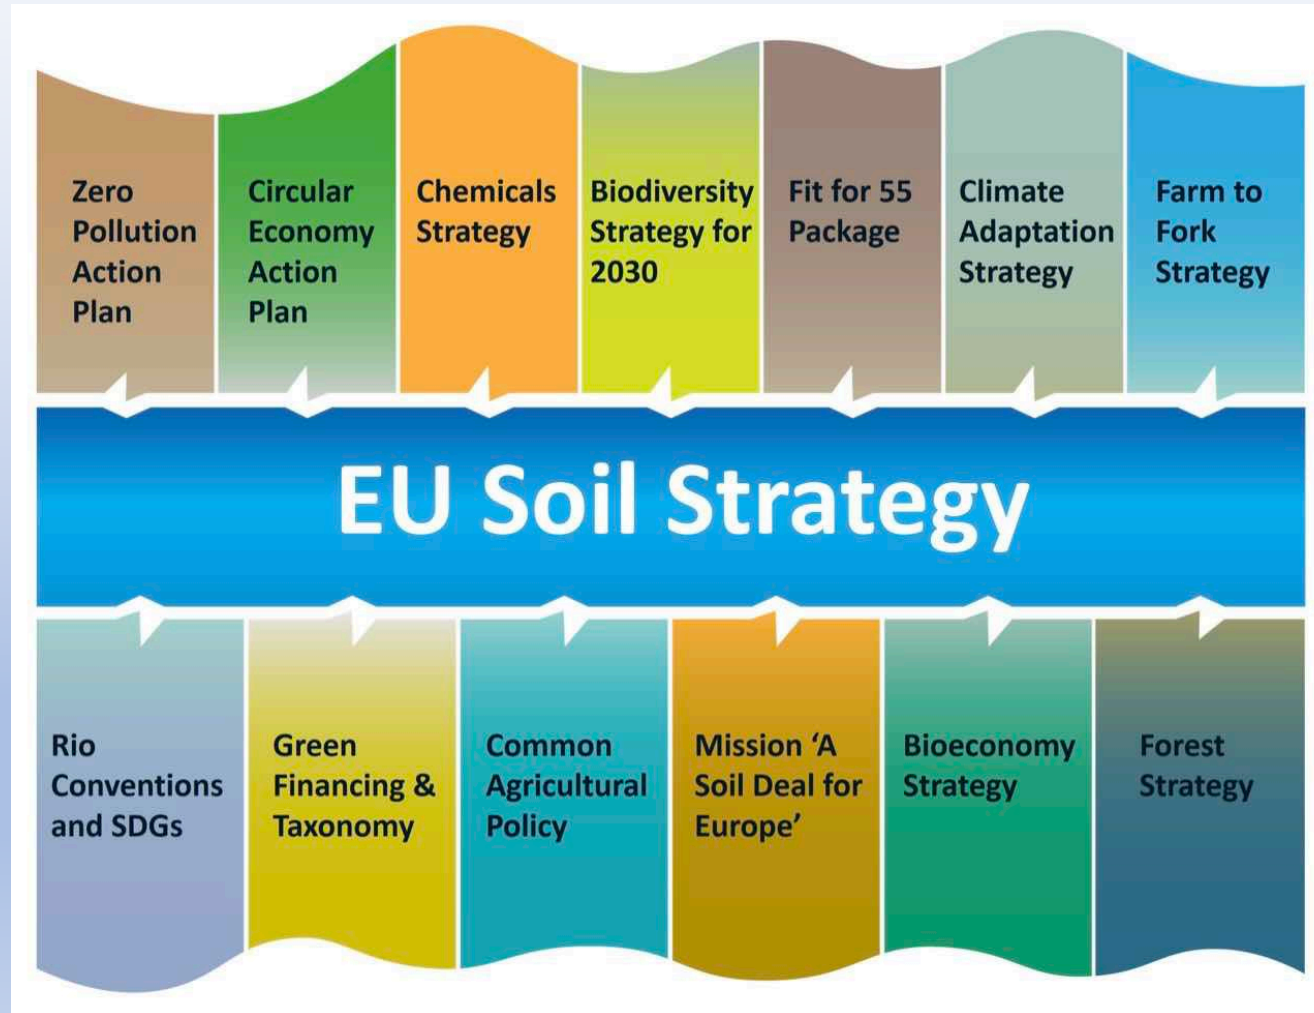 Zero
Pollution
Action
Plan
Circular
Economy
Action
Plan
Chemicals
Strategy
Biodiversity
Strategy for
2030
Fit for 55
Package
Climate
Adaptation
Strategy
Farm to
Fork
Strategy
EU Soil Strategy
Rio
Conventions
and SDGs
Green
Financing &
Taxonomy
Common
Agricultural
Policy
Mission ‘A
Soil Deal for
Europe’
Bioeconomy
Strategy
Forest
Strategy